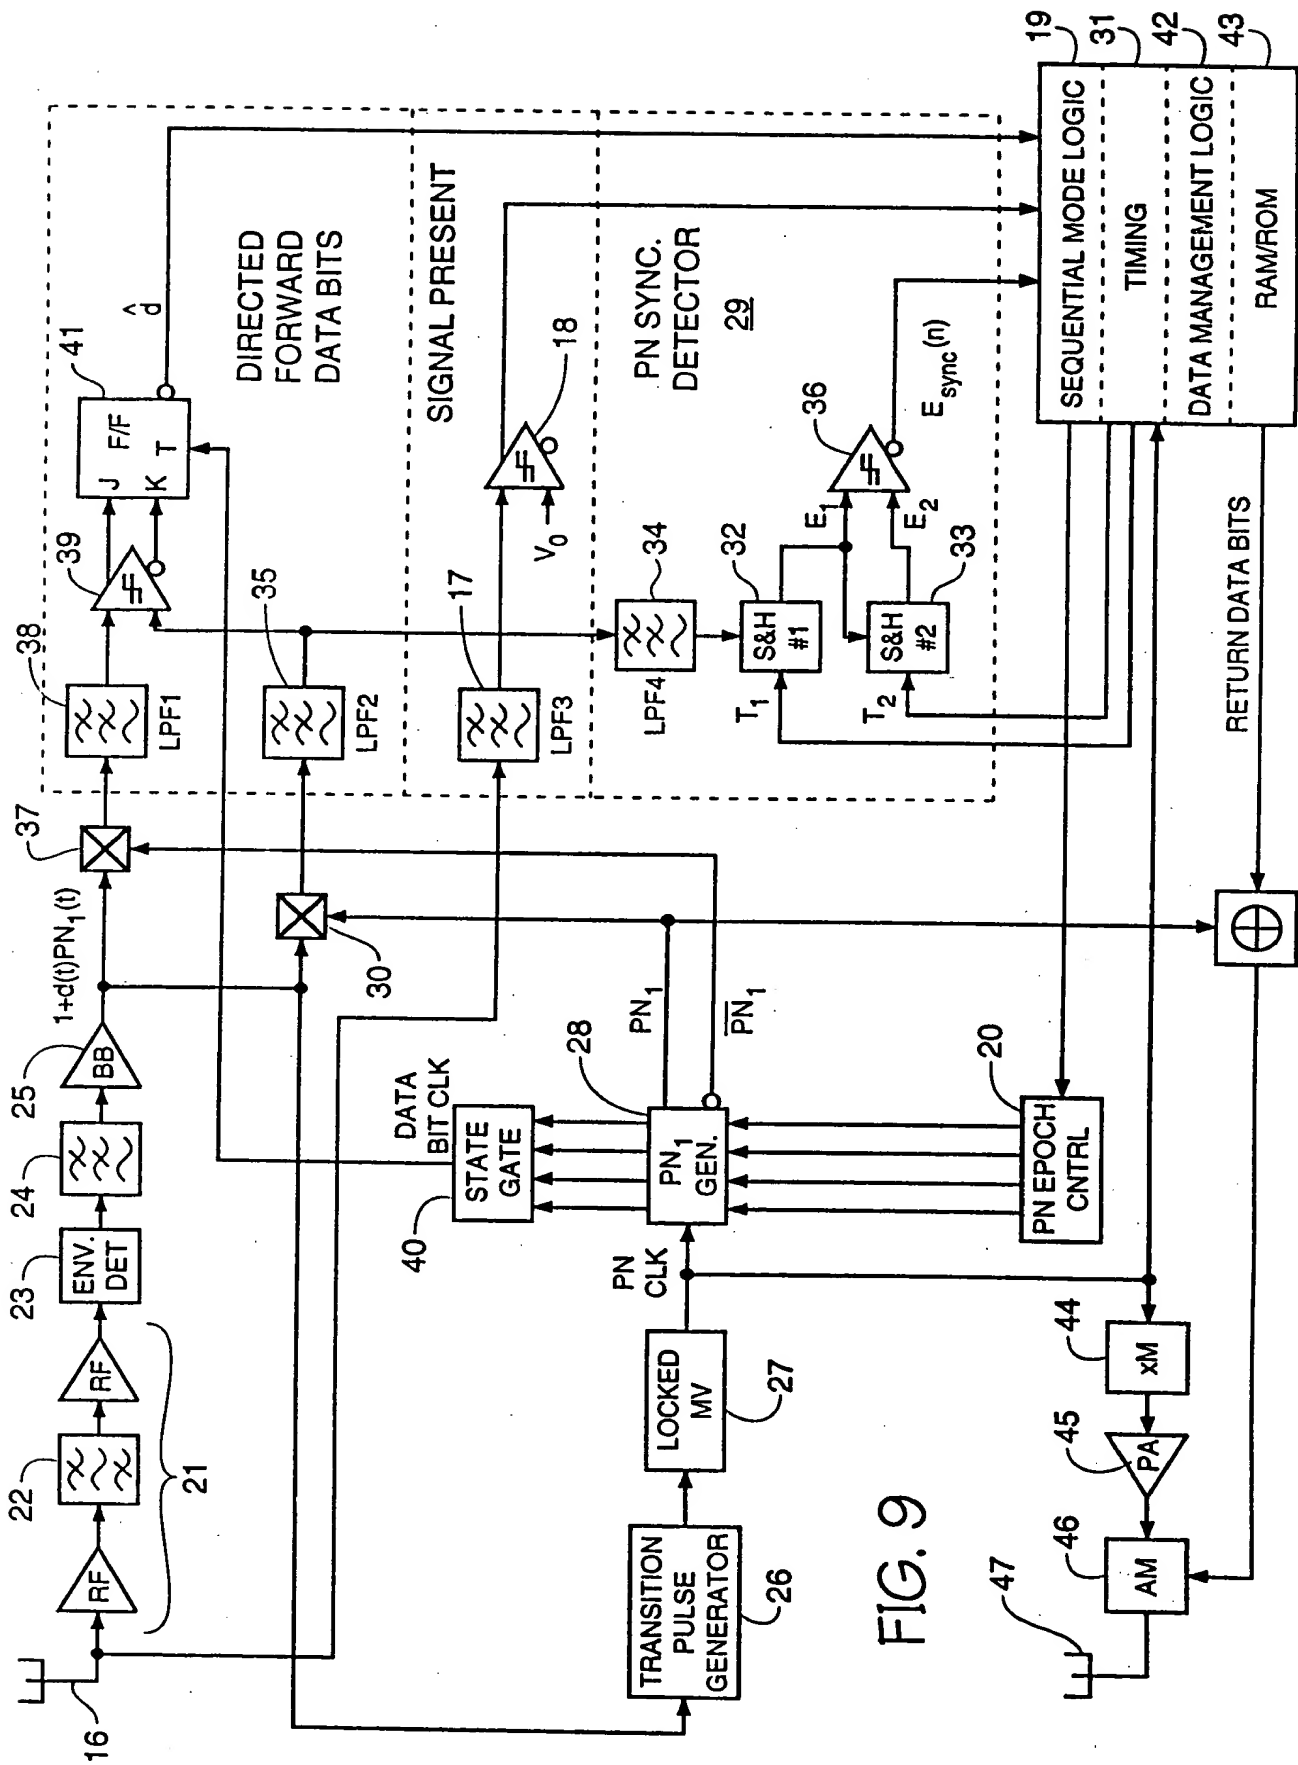 16
RF
22
RF
21
23
ENV.
DET
24
25
BB
1+d(t)PN₁(t)
37
38
LPF1
39
J
K
F/F
T
41
d̂
DIRECTED
FORWARD
DATA BITS
30
35
LPF2
17
LPF3
V₀
18
SIGNAL PRESENT
34
LPF4
PN SYNC.
DETECTOR
29
T₁
S&H
#1
32
T₂
S&H
#2
33
E₁
E₂
36
E sync (n)
DATA
BIT CLK
STATE
GATE
40
28
PN₁
GEN.
PN₁
P̅N̅₁
PN
CLK
TRANSITION
PULSE
GENERATOR
26
LOCKED
MV
27
20
PN EPOCH
CNTRL
19
SEQUENTIAL MODE LOGIC
31
TIMING
42
DATA MANAGEMENT LOGIC
43
RAM/ROM
RETURN DATA BITS
44
xM
45
PA
46
AM
47
FIG. 9